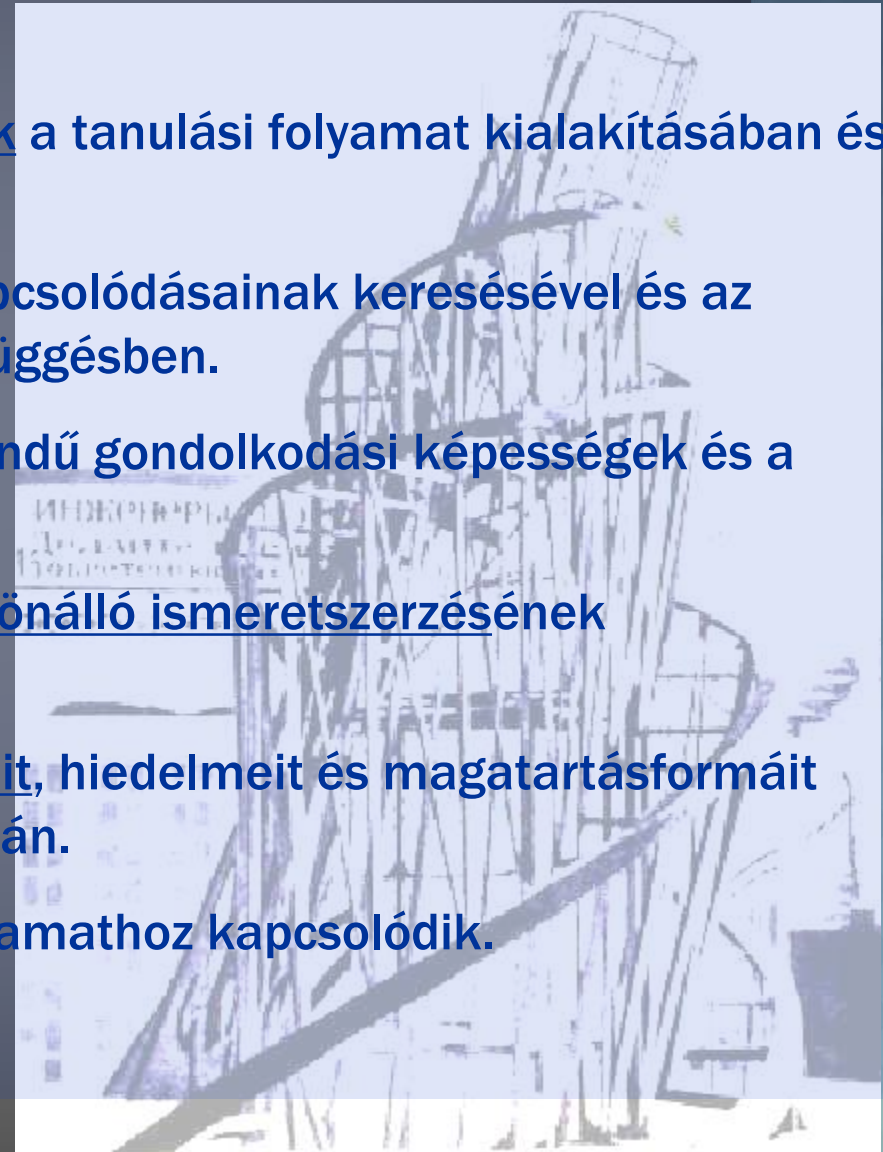 k a tanulási folyamat kialakításában és
pcsolódásainak keresésével és az
üggésben.
ndű gondolkodási képességek és a
önálló ismeretszerzésének
it, hiedelmeit és magatartásformáit
án.
amathoz kapcsolódik.